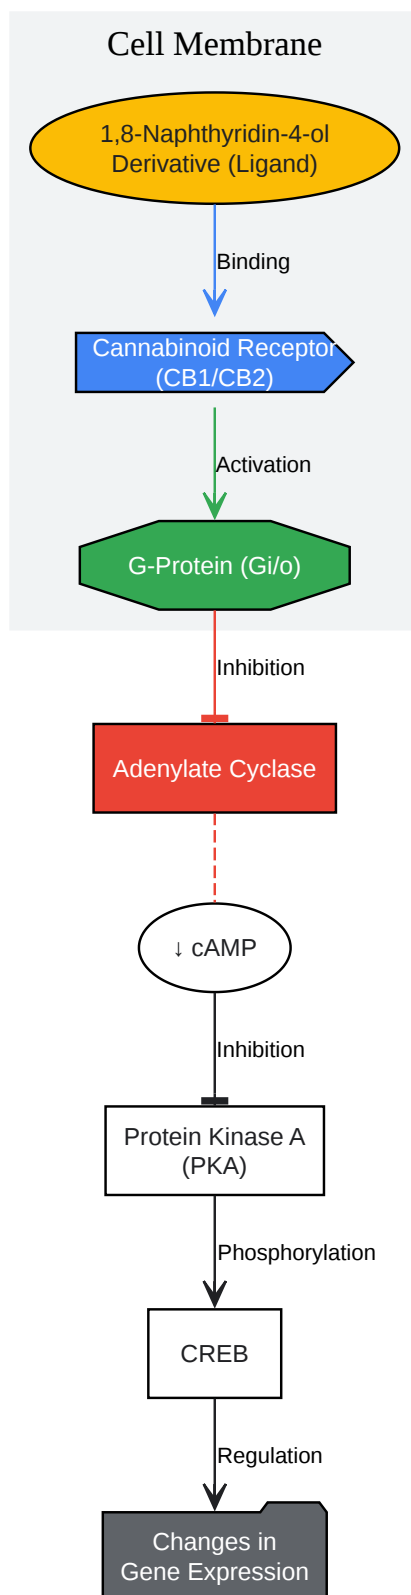 Cell Membrane
1,8-Naphthyridin-4-ol
Derivative (Ligand)
Binding
Cannabinoid Receptor
(CB1/CB2)
Activation
G-Protein (Gi/o)
Inhibition
Adenylate Cyclase
↓ cAMP
Inhibition
Protein Kinase A
(PKA)
Phosphorylation
CREB
Regulation
Changes in
Gene Expression